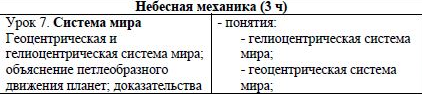 Небесная механика (3 ч)
Урок 7. Система мира
Геоцентрическая и
гелиоцентрическая система мира;
объяснение петлеобразного
движения планет; доказательства
- понятия:
- гелиоцентрическая система
мира;
- геоцентрическая система
мира;